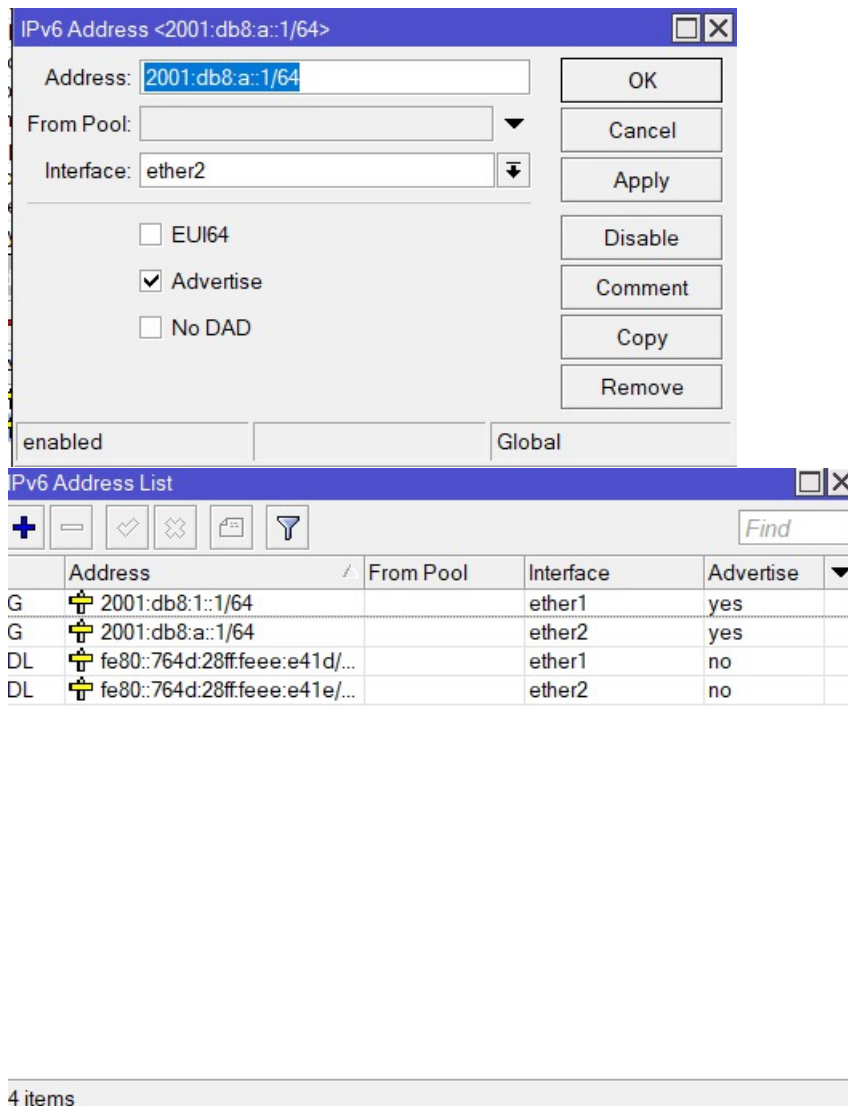 IPv6 Address <2001:db8:a::1/64>
Address: 2001:db8:a::1/64
OK
From Pool:
Cancel
Interface: ether2
Apply
EUI64
Disable
Advertise
Comment
No DAD
Copy
Remove
enabled Global
IPv6 Address List
Find
Address From Pool Interface Advertise
G 2001:db8:1::1/64 ether1 yes
G 2001:db8:a::1/64 ether2 yes
DL fe80::764d:28ff:feee:e41d/... ether1 no
DL fe80::764d:28ff:feee:e41e/... ether2 no
4 items